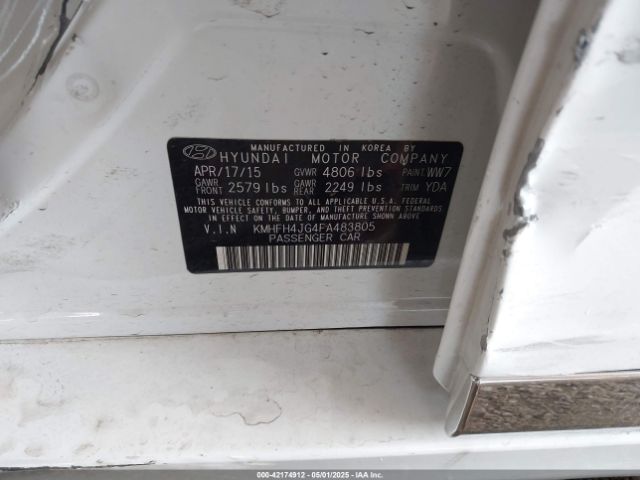 MANUFACTURED IN KOREA BY
HYUNDAI MOTOR COMPANY
APR/17/15 GVWR 4806 lbs PAINT WW7
GAWR FRONT 2579 lbs GAWR REAR 2249 lbs TRIM YDA
THIS VEHICLE CONFORMS TO ALL APPLICABLE U.S.A. FEDERAL
MOTOR VEHICLE SAFETY, BUMPER, AND THEFT PREVENTION STANDARDS
IN EFFECT ON THE DATE OF MANUFACTURE SHOWN ABOVE.
V.I.N KMHFH4JG4FA483805
PASSENGER CAR
000-42174912 - 05/01/2025 - IAAI.COM